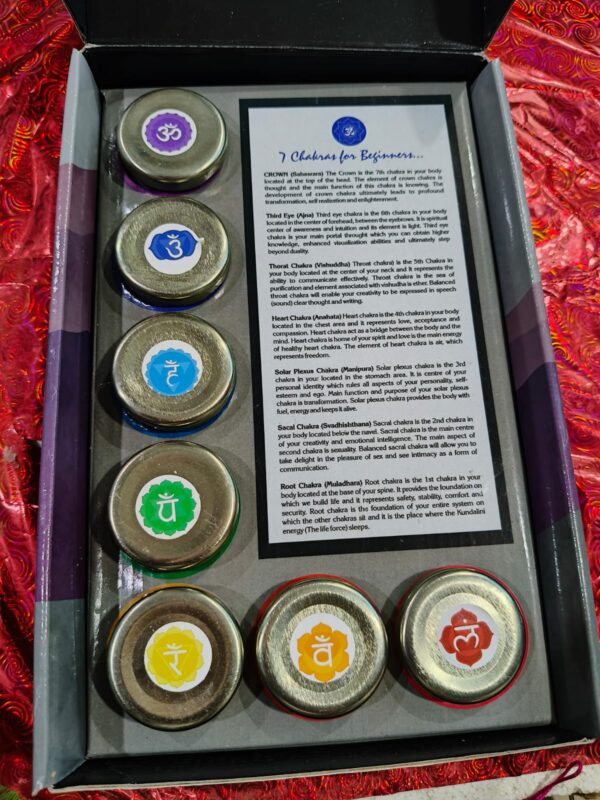 ॐ
ॐ
हं
यं
रं
वं
लं
ॐ
7 Chakras for Beginners...
CROWN (Sahasrara) The Crown is the 7th chakra in your body
located at the top of the head. The element of crown chakra is
thought and the main function of this chakra is knowing. The
development of crown chakra ultimately leads to profound
transformation, self realization and enlightenment.
Third Eye (Ajna) Third eye chakra is the 6th chakra in your body
located in the center of forehead, between the eyebrows. It is spiritual
center of awareness and intuition and its element is light. Third eye
chakra is your main portal throught which you can obtain higher
knowledge, enhanced visualization abilities and ultimately step
beyond duality.
Thorat Chakra (Vishuddha) Throat chakra) is the 5th Chakra in
your body located at the center of your neck and it represents the
ability to communicate effectively. Throat chakra is the sea of
purification and element associated with vishudha is ether. Balanced
throat chakra will enable your creativity to be expressed in speech
(sound) clear thought and writing.
Heart Chakra (Anahata) Heart chakra is the 4th chakra in your body
located in the chest area and it represents love, acceptance and
compassion. Heart chakra act as a bridge between the body and the
mind. Heart chakra is home of your spirit and love is the main energy
of healthy heart chakra. The element of heart chakra is air, which
represents freedom.
Solar Plexus Chakra (Manipura) Solar plexus chakra is the 3rd
chakra in your located in the stomach area. It is centre of your
personal identity which rules all aspects of your personality, self-
esteem and ego. Main function and purpose of your solar plexus
chakra is transformation. Solar plexus chakra provides the body with
fuel, energy and keeps it alive.
Sacal Chakra (Svadhishthana) Sacral chakra is the 2nd chakra in
your body located below the navel. Sacral chakra is the main centre
of your creativity and emotional intelligence. The main aspect of
second chakra is sexuality. Balanced sacral chakra will allow you to
take delight in the pleasure of sex and see intimacy as a form of
communication.
Root Chakra (Muladhara) Root chakra is the 1st chakra in your
body located at the base of your spine. It provides the foundation on
which we build life and it represents safety, stability, comfort and
security. Root chakra is the foundation of your entire system on
which the other chakras sit and it is the place where the Kundalini
energy (The life force) sleeps.